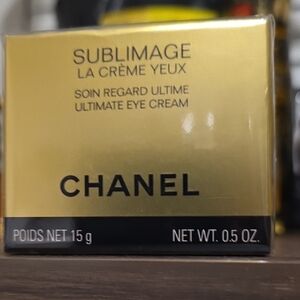 SUBLIMAGE
LA CRÈME YEUX
SOIN REGARD ULTIME
ULTIMATE EYE CREAM
CHANEL
POIDS NET 15 g NET WT. 0.5 OZ.